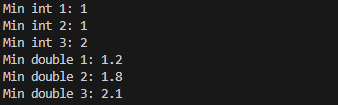 Min int 1: 1
Min int 2: 1
Min int 3: 2
Min double 1: 1.2
Min double 2: 1.8
Min double 3: 2.1